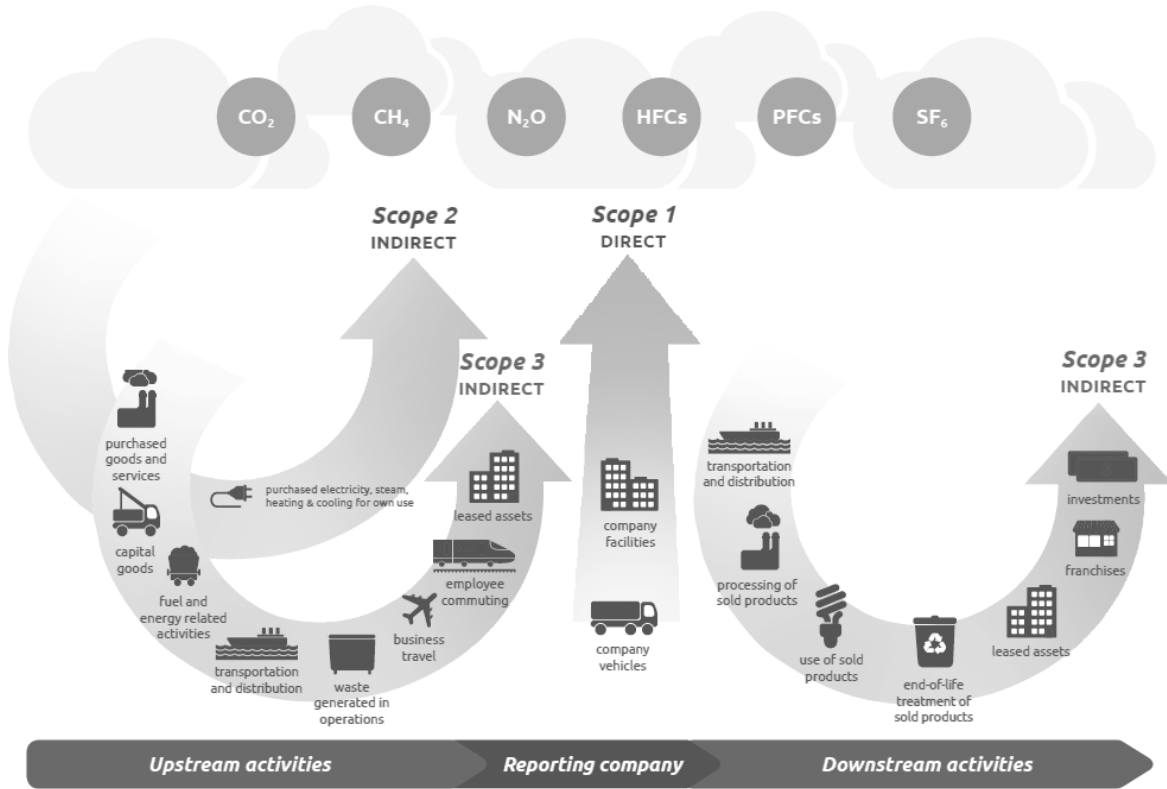 CO₂
CH₄
N₂O
HFCs
PFCs
SF₆
Scope 2
INDIRECT
Scope 1
DIRECT
Scope 3
INDIRECT
Scope 3
INDIRECT
purchased
goods and
services
capital
goods
fuel and
energy related
activities
transportation
and distribution
waste
generated in
operations
business
travel
employee
commuting
leased assets
purchased electricity, steam,
heating & cooling for own use
company
facilities
company
vehicles
transportation
and distribution
processing of
sold products
use of sold
products
end-of-life
treatment of
sold products
leased assets
franchises
investments
Upstream activities
Reporting company
Downstream activities